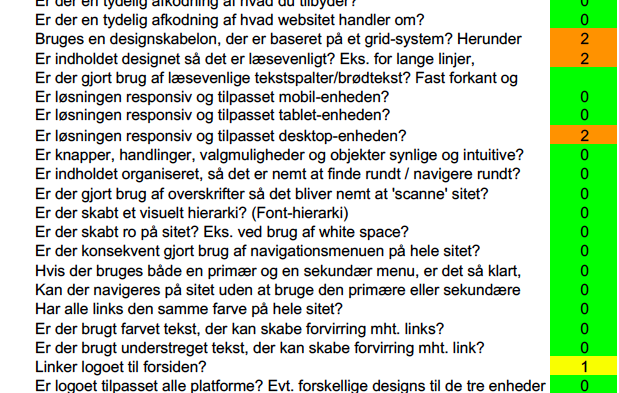 Er der en tydelig afkodning af hvad du tilbyder? 0
Er der en tydelig afkodning af hvad websitet handler om? 0
Bruges en designskabelon, der er baseret på et grid-system? Herunder 2
Er indholdet designet så det er læsevenligt? Eks. for lange linjer, 2
Er der gjort brug af læsevenlige tekstspalter/brødtekst? Fast forkant og
Er løsningen responsiv og tilpasset mobil-enheden? 0
Er løsningen responsiv og tilpasset tablet-enheden? 0
Er løsningen responsiv og tilpasset desktop-enheden? 2
Er knapper, handlinger, valgmuligheder og objekter synlige og intuitive? 0
Er indholdet organiseret, så det er nemt at finde rundt / navigere rundt? 0
Er der gjort brug af overskrifter så det bliver nemt at 'scanne' sitet? 0
Er der skabt et visuelt hierarki? (Font-hierarki) 0
Er der skabt ro på sitet? Eks. ved brug af white space? 0
Er der konsekvent gjort brug af navigationsmenuen på hele sitet? 0
Hvis der bruges både en primær og en sekundær menu, er det så klart, 0
Kan der navigeres på sitet uden at bruge den primære eller sekundære 0
Har alle links den samme farve på hele sitet? 0
Er der brugt farvet tekst, der kan skabe forvirring mht. links? 0
Er der brugt understreget tekst, der kan skabe forvirring mht. link? 0
Linker logoet til forsiden? 1
Er logoet tilpasset alle platforme? Evt. forskellige designs til de tre enheder 0